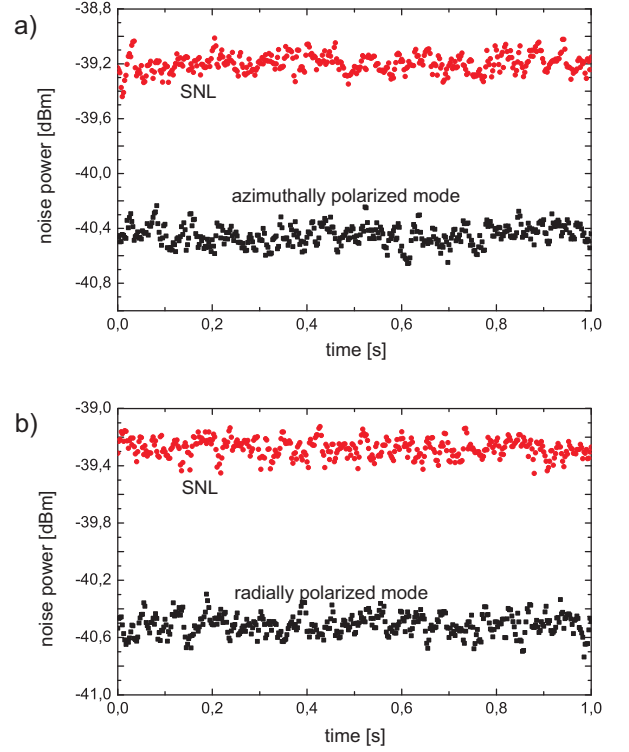 a)
-38,8
-39,2
-39,6
-40,0
-40,4
-40,8
noise power [dBm]
SNL
azimuthally polarized mode
0,0 0,2 0,4 0,6 0,8 1,0
time [s]
b)
-39,0
-39,4
-39,8
-40,2
-40,6
-41,0
noise power [dBm]
SNL
radially polarized mode
0,0 0,2 0,4 0,6 0,8 1,0
time [s]